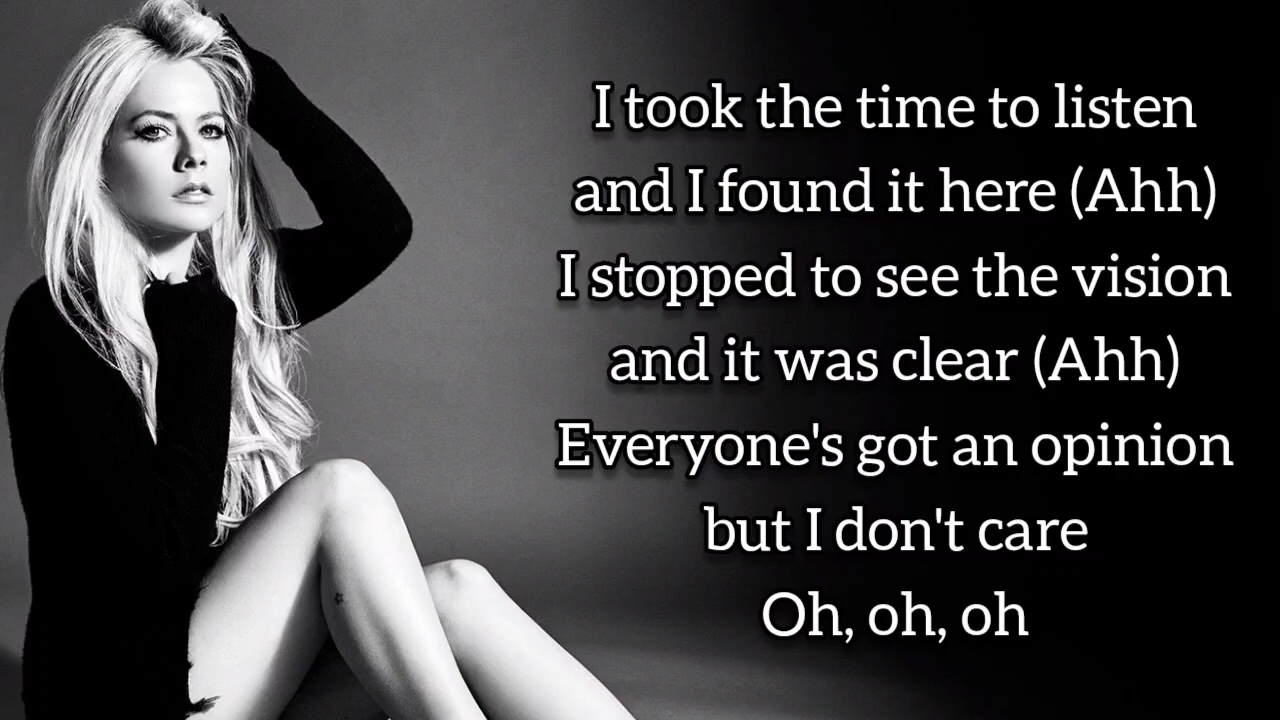 I took the time to listen
and I found it here (Ahh)
I stopped to see the vision
and it was clear (Ahh)
Everyone's got an opinion
but I don't care
Oh, oh, oh